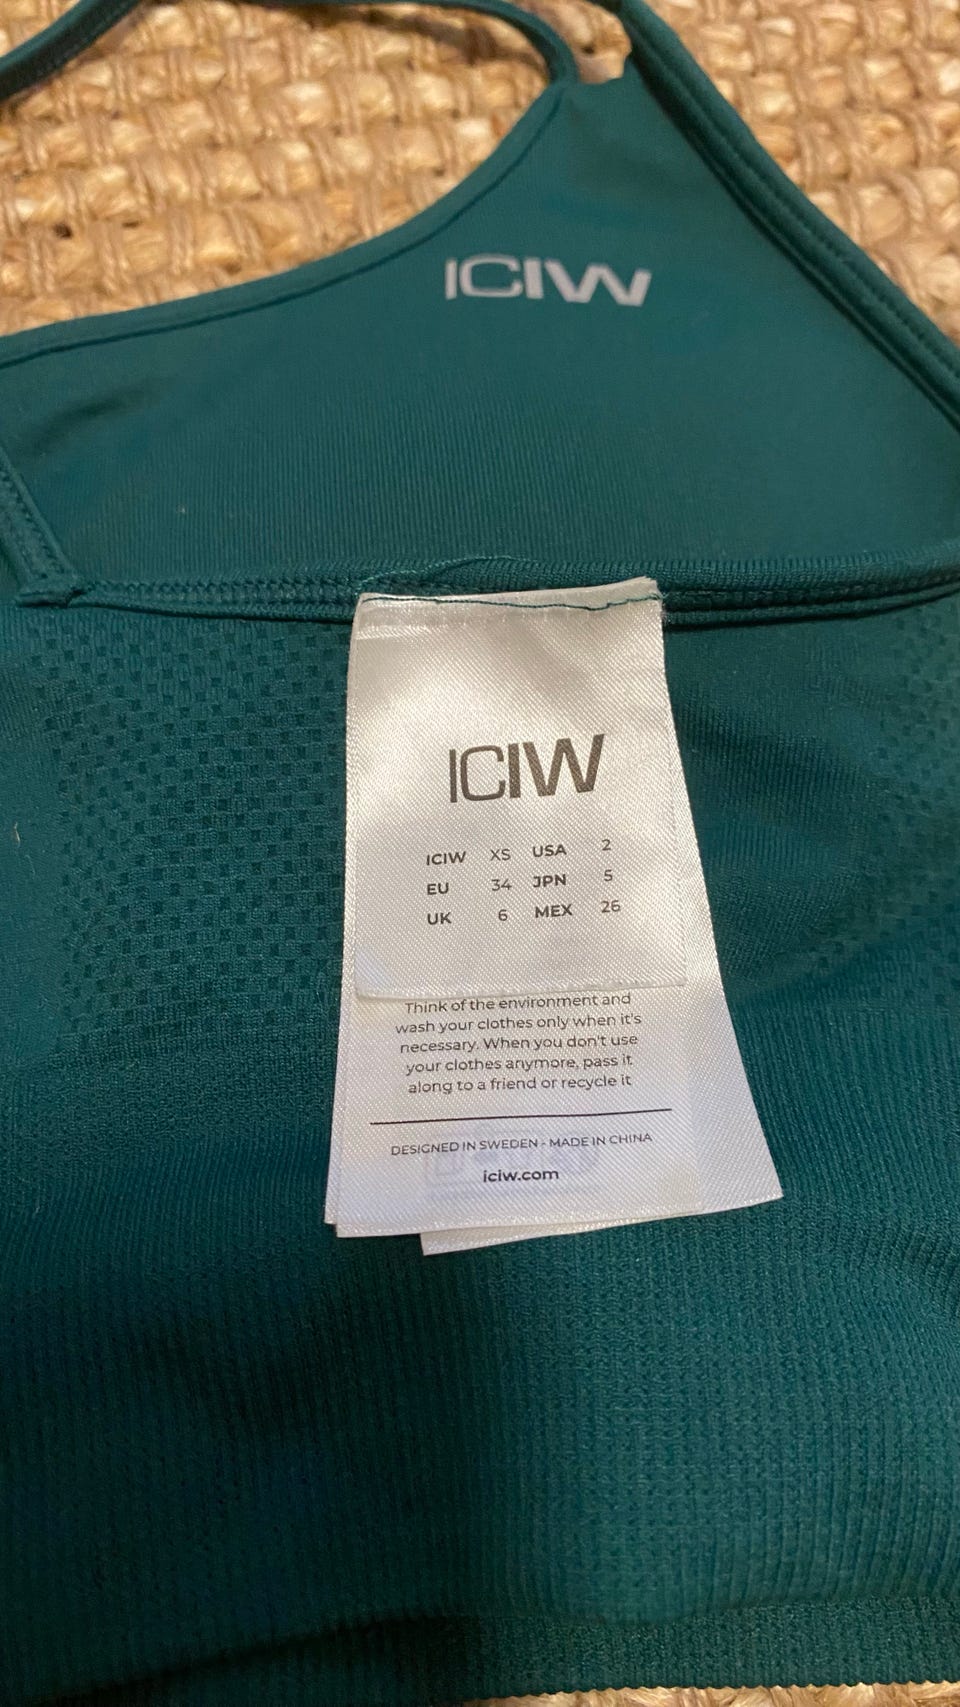 ICIW
ICIW
ICIW XS USA 2
EU 34 JPN 5
UK 6 MEX 26
Think of the environment and
wash your clothes only when it's
necessary. When you don't use
your clothes anymore, pass it
along to a friend or recycle it
DESIGNED IN SWEDEN - MADE IN CHINA
iciw.com